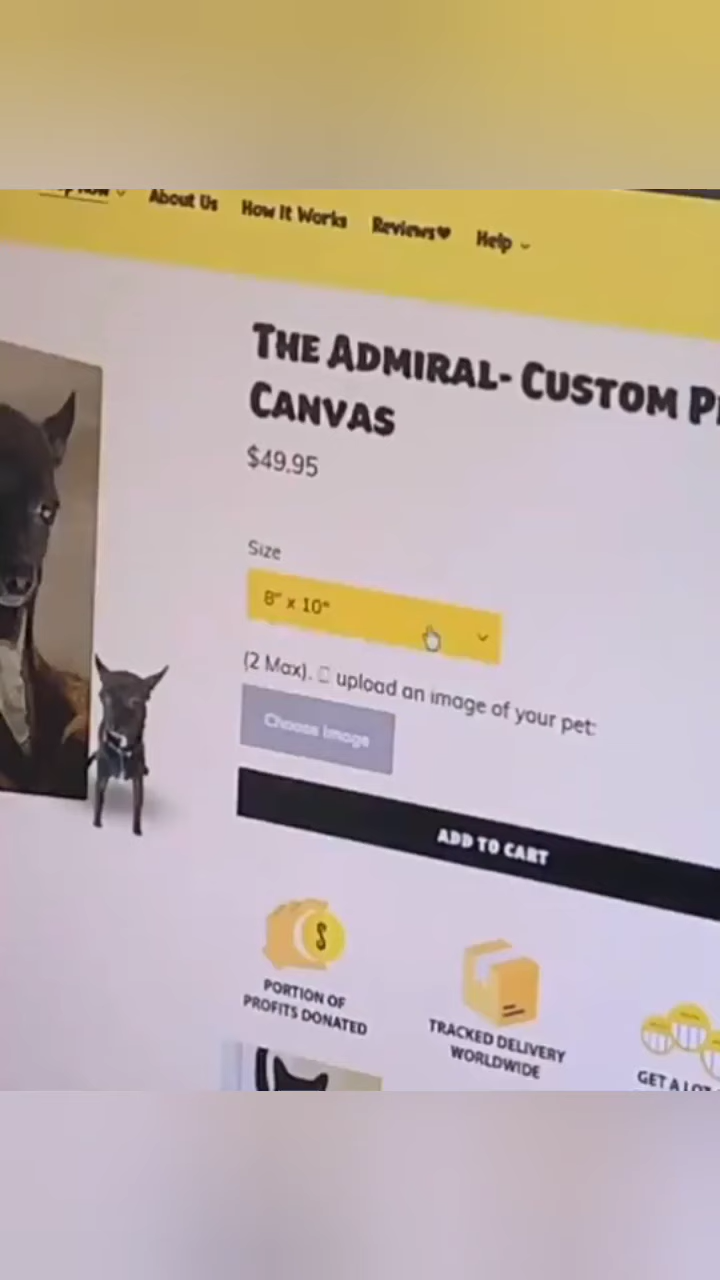 About Us How It Works Reviews♥ Help
THE ADMIRAL- CUSTOM
CANVAS
$49.95
Size
8" x 10"
(2 Max). upload an image of your pet:
Choose Image
ADD TO CART
PORTION OF
PROFITS DONATED
TRACKED DELIVERY
WORLDWIDE
GET A